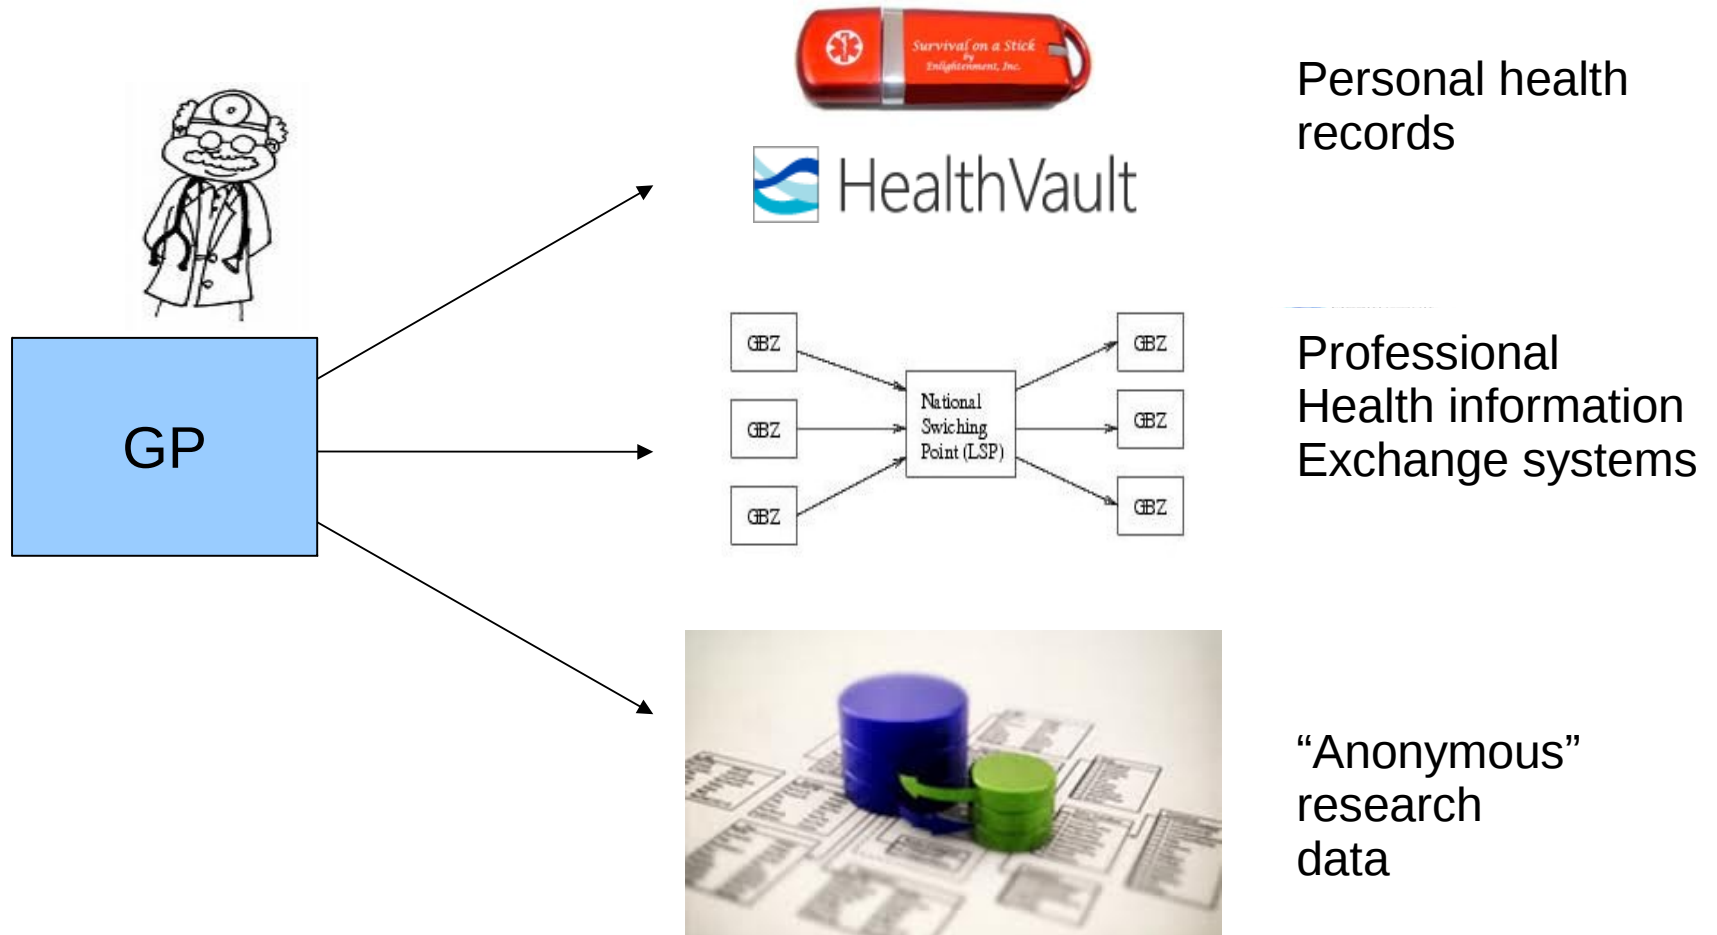 Survival on a Stick
by
Enlightenment, Inc.
Personal health
records
HealthVault
GP
GBZ
GBZ
GBZ
National
Swiching
Point (LSP)
GBZ
GBZ
GBZ
Professional
Health information
Exchange systems
“Anonymous”
research
data